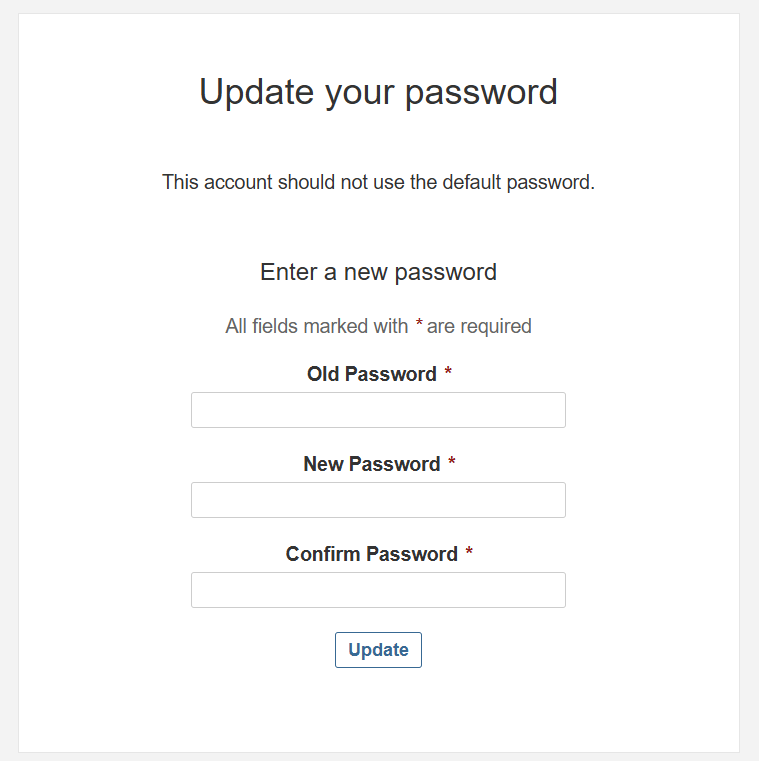 Update your password
This account should not use the default password.
Enter a new password
All fields marked with * are required
Old Password *
New Password *
Confirm Password *
Update